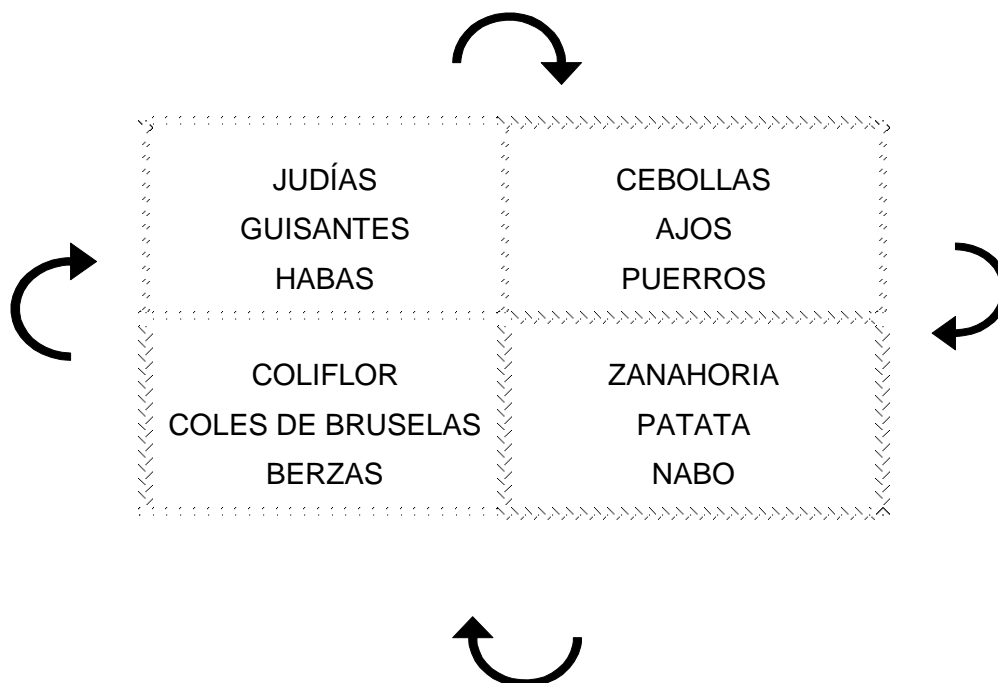 JUDÍAS
GUISANTES
HABAS
CEBOLLAS
AJOS
PUERROS
COLIFLOR
COLES DE BRUSELAS
BERZAS
ZANAHORIA
PATATA
NABO